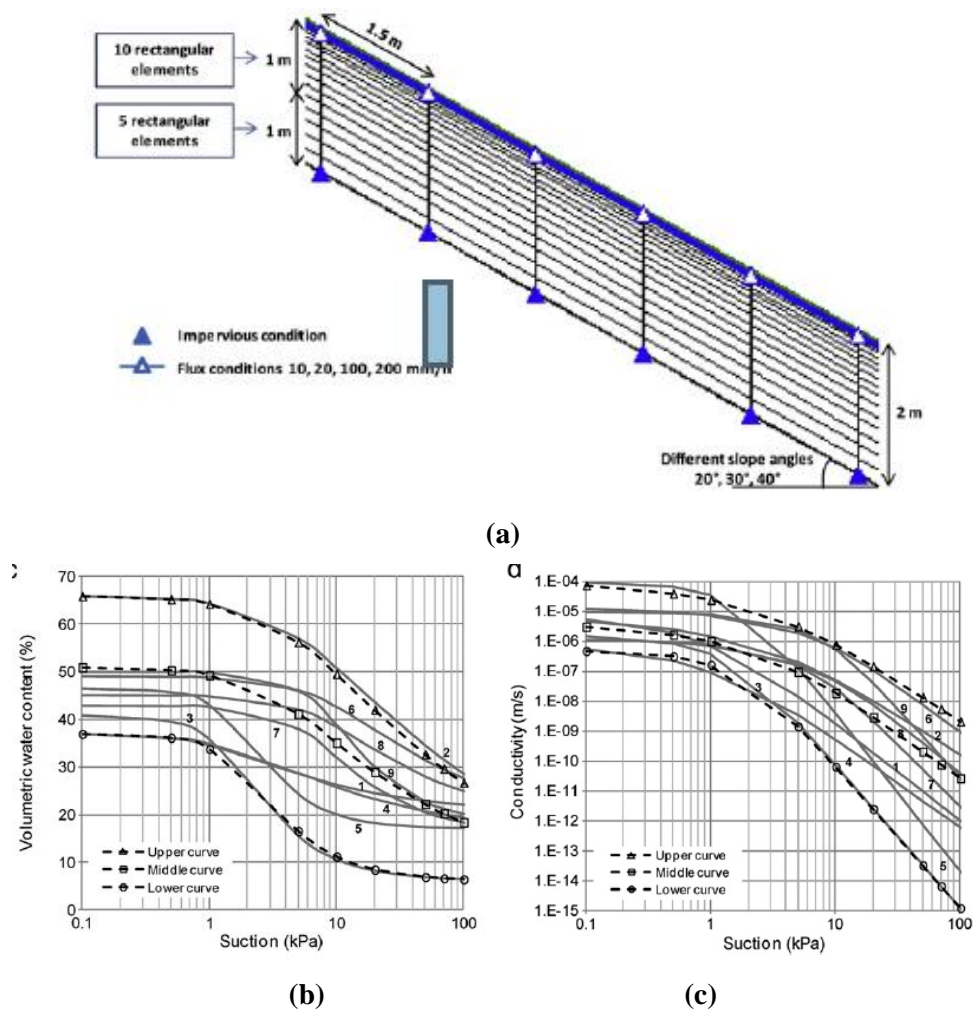 10 rectangular
elements
5 rectangular
elements
1 m
1 m
1.5 m
Impervious condition
Flux conditions 10, 20, 100, 200 mm/h
2 m
Different slope angles
20°, 30°, 40°
(a)
c
70
60
50
40
30
20
10
0
Volumetric water content (%)
3
7
6
8
2
9
1
4
5
Upper curve
Middle curve
Lower curve
0.1
1
10
100
Suction (kPa)
(b)
d
1.E-04
1.E-05
1.E-06
1.E-07
1.E-08
1.E-09
1.E-10
1.E-11
1.E-12
1.E-13
1.E-14
1.E-15
Conductivity (m/s)
3
4
9
6
8
2
1
7
5
Upper curve
Middle curve
Lower curve
0.1
1
10
100
Suction (kPa)
(c)